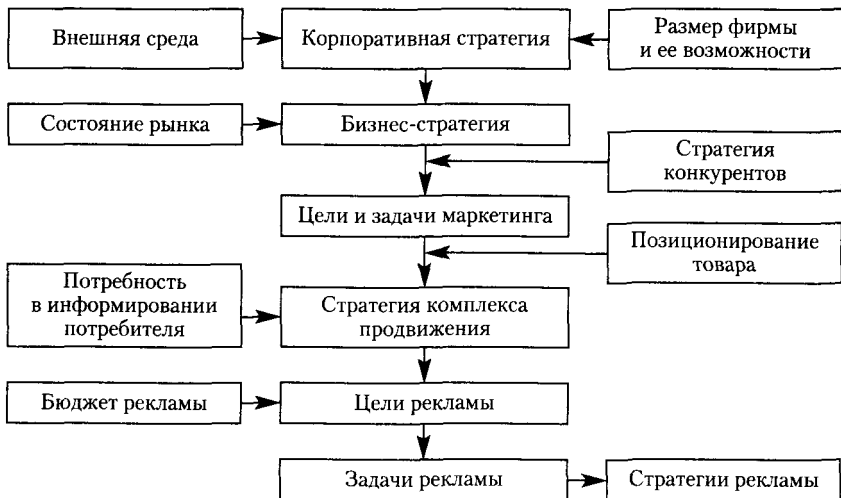 Внешняя среда
Корпоративная стратегия
Размер фирмы
и ее возможности
Состояние рынка
Бизнес-стратегия
Стратегия
конкурентов
Цели и задачи маркетинга
Позиционирование
товара
Потребность
в информировании
потребителя
Стратегия комплекса
продвижения
Бюджет рекламы
Цели рекламы
Задачи рекламы
Стратегии рекламы